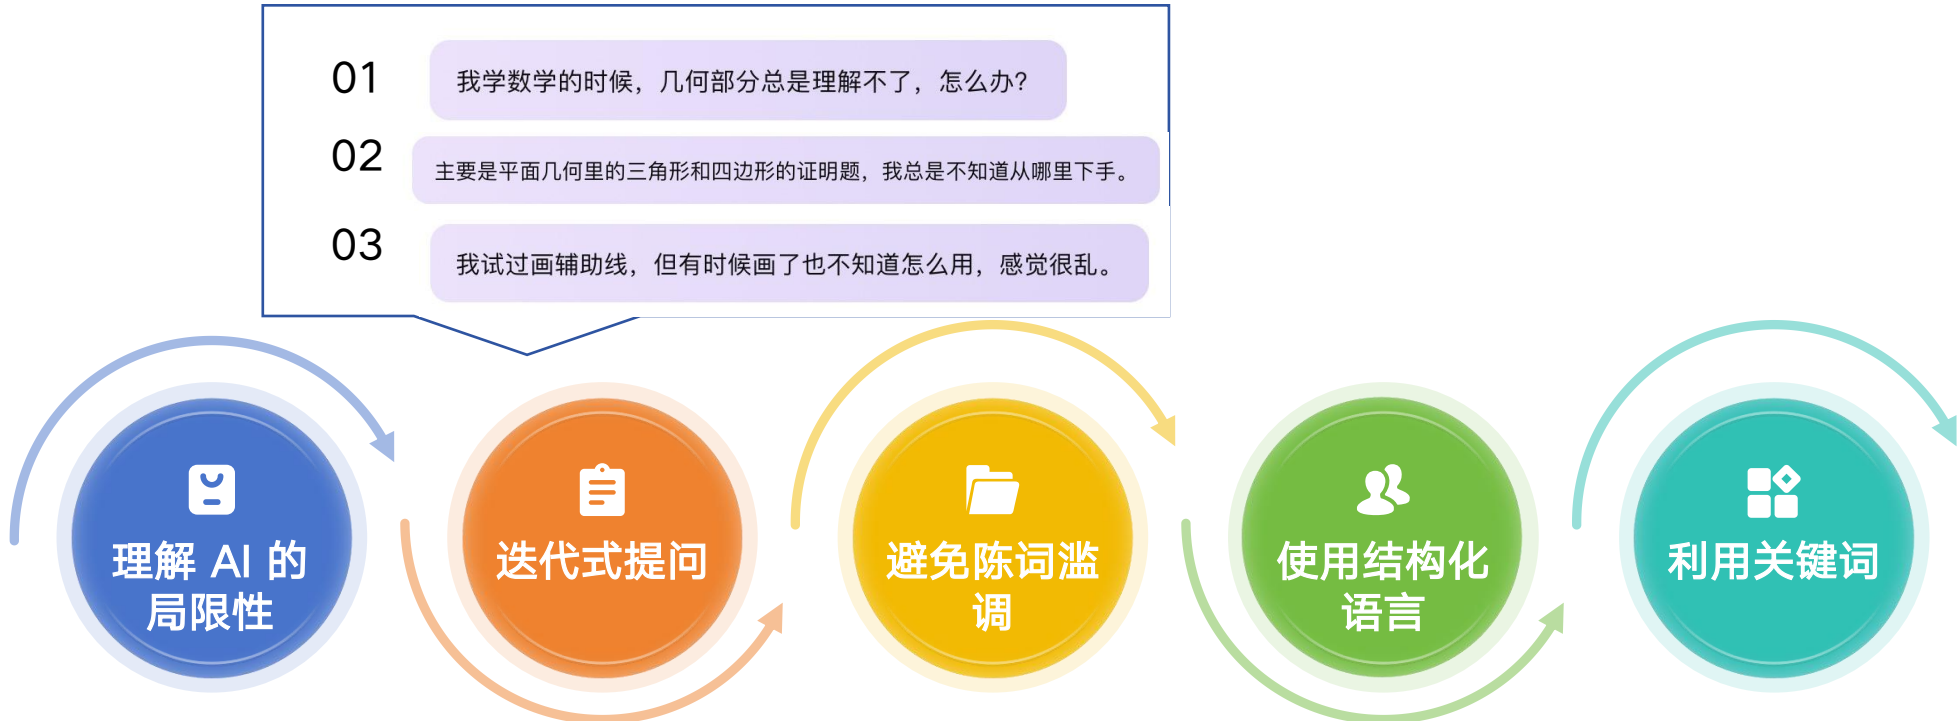 01
我学数学的时候，几何部分总是理解不了，怎么办？
02
主要是平面几何里的三角形和四边形的证明题，我总是不知道从哪里下手。
03
我试过画辅助线，但有时候画了也不知道怎么用，感觉很乱。
理解 AI 的
局限性
迭代式提问
避免陈词滥
调
使用结构化
语言
利用关键词